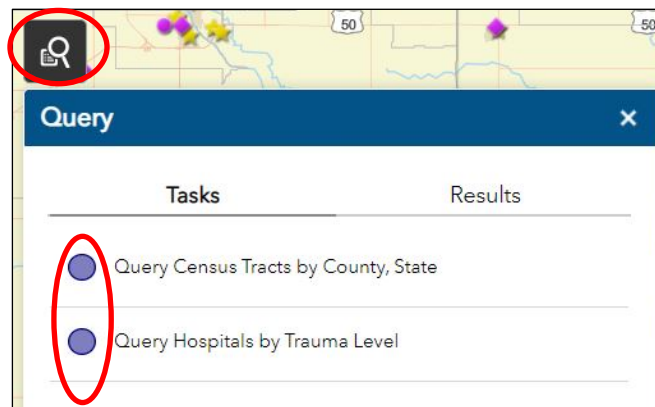 50
50
Query
Tasks
Results
Query Census Tracts by County, State
Query Hospitals by Trauma Level